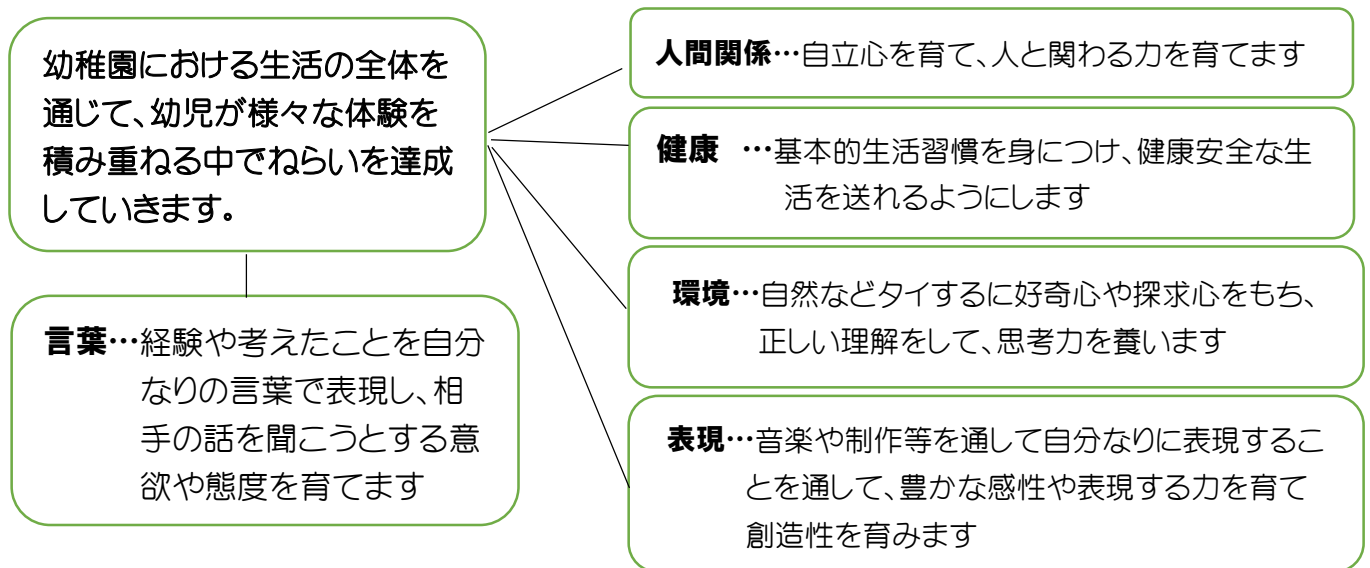 幼稚園における生活の全体を
通じて、幼児が様々な体験を
積み重ねる中でねらいを達成
していきます。
言葉…経験や考えたことを自分
なりの言葉で表現し、相
手の話を聞こうとする意
欲や態度を育てます
人間関係…自立心を育て、人と関わる力を育てます
健康 …基本的生活習慣を身につけ、健康安全な生
活を送れるようにします
環境…自然などタイするに好奇心や探求心をもち、
正しい理解をして、思考力を養います
表現…音楽や制作等を通して自分なりに表現するこ
とを通して、豊かな感性や表現する力を育て
創造性を育みます